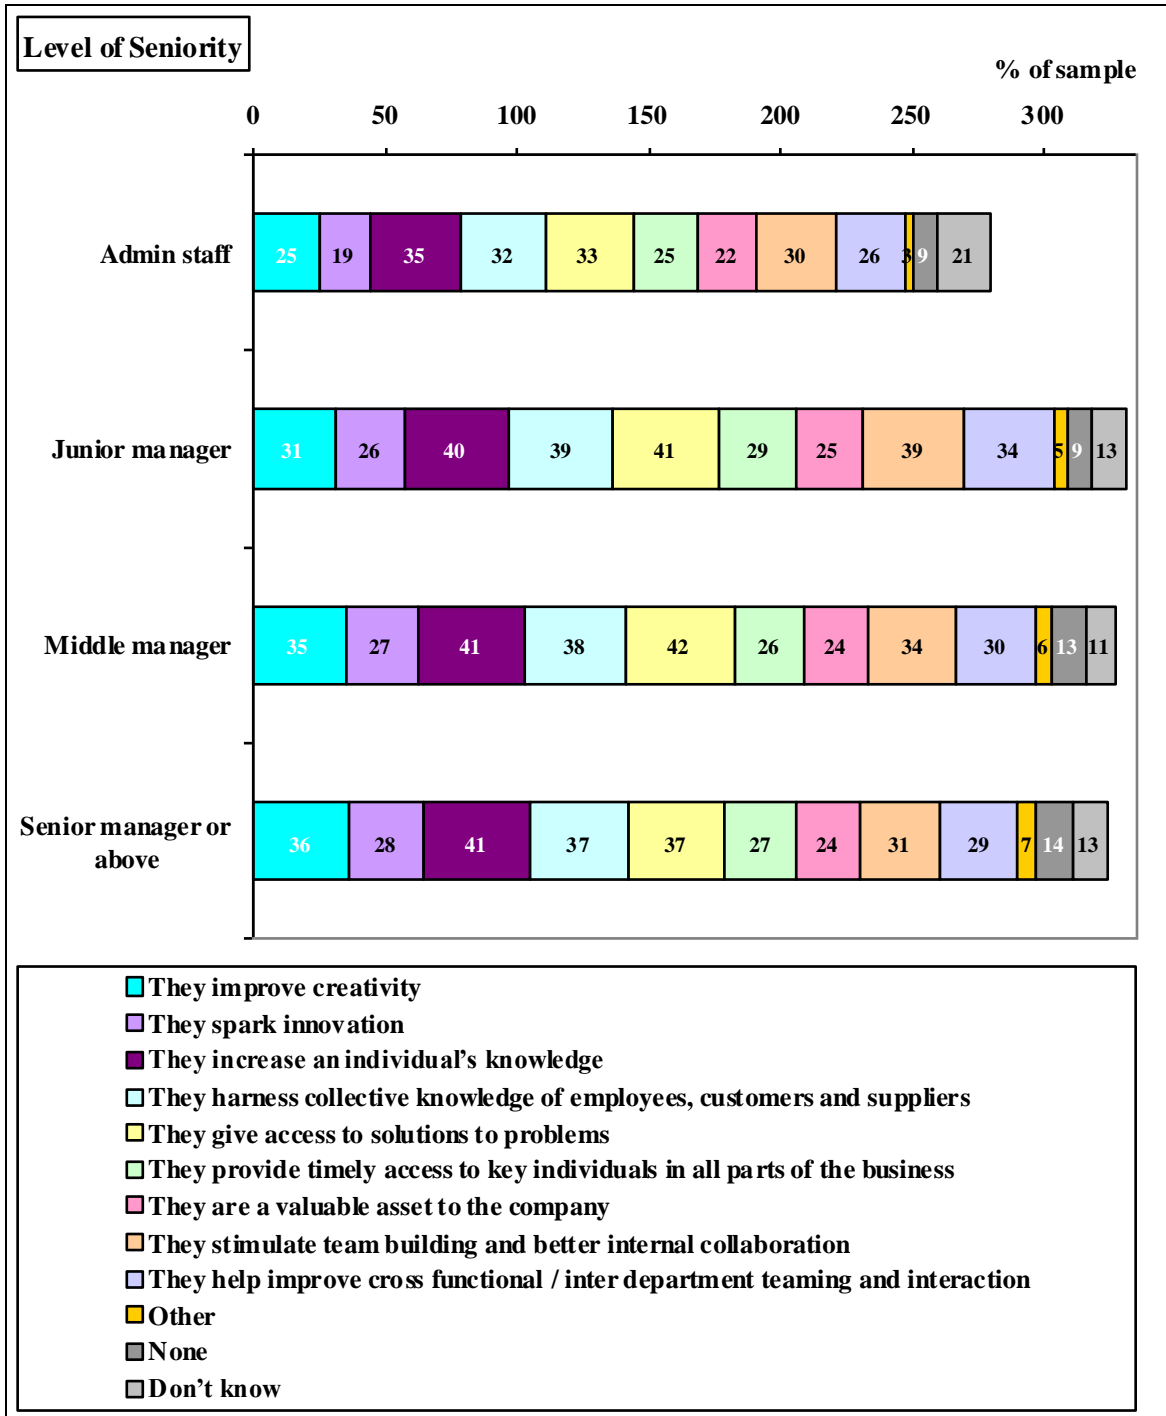 Level of Seniority
% of sample
0 50 100 150 200 250 300
Admin staff
25 19 35 32 33 25 22 30 26 3 9 21
Junior manager
31 26 40 39 41 29 25 39 34 5 9 13
Middle manager
35 27 41 38 42 26 24 34 30 6 13 11
Senior manager or
above
36 28 41 37 37 27 24 31 29 7 14 13
They improve creativity
They spark innovation
They increase an individual's knowledge
They harness collective knowledge of employees, customers and suppliers
They give access to solutions to problems
They provide timely access to key individuals in all parts of the business
They are a valuable asset to the company
They stimulate team building and better internal collaboration
They help improve cross functional / inter department teaming and interaction
Other
None
Don't know